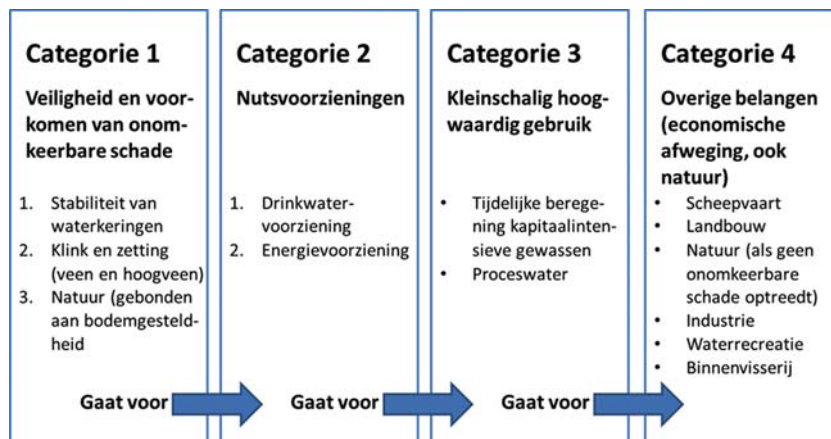 Categorie 1
Veiligheid en voor-
komen van onom-
keerbare schade
1. Stabiliteit van
waterkeringen
2. Klink en zetting
(veen en hoogveen)
3. Natuur (gebonden
aan bodemgesteld-
heid
Gaat voor
Categorie 2
Nutsvoorzieningen
1. Drinkwater-
voorziening
2. Energievoorziening
Gaat voor
Categorie 3
Kleinschalig hoog-
waardig gebruik
• Tijdelijke berege-
ning kapitaalinten-
sieve gewassen
• Proceswater
Gaat voor
Categorie 4
Overige belangen
(economische
afweging, ook
natuur)
• Scheepvaart
• Landbouw
• Natuur (als geen
onomkeerbare
schade optreedt)
• Industrie
• Waterrecreatie
• Binnenvisserij